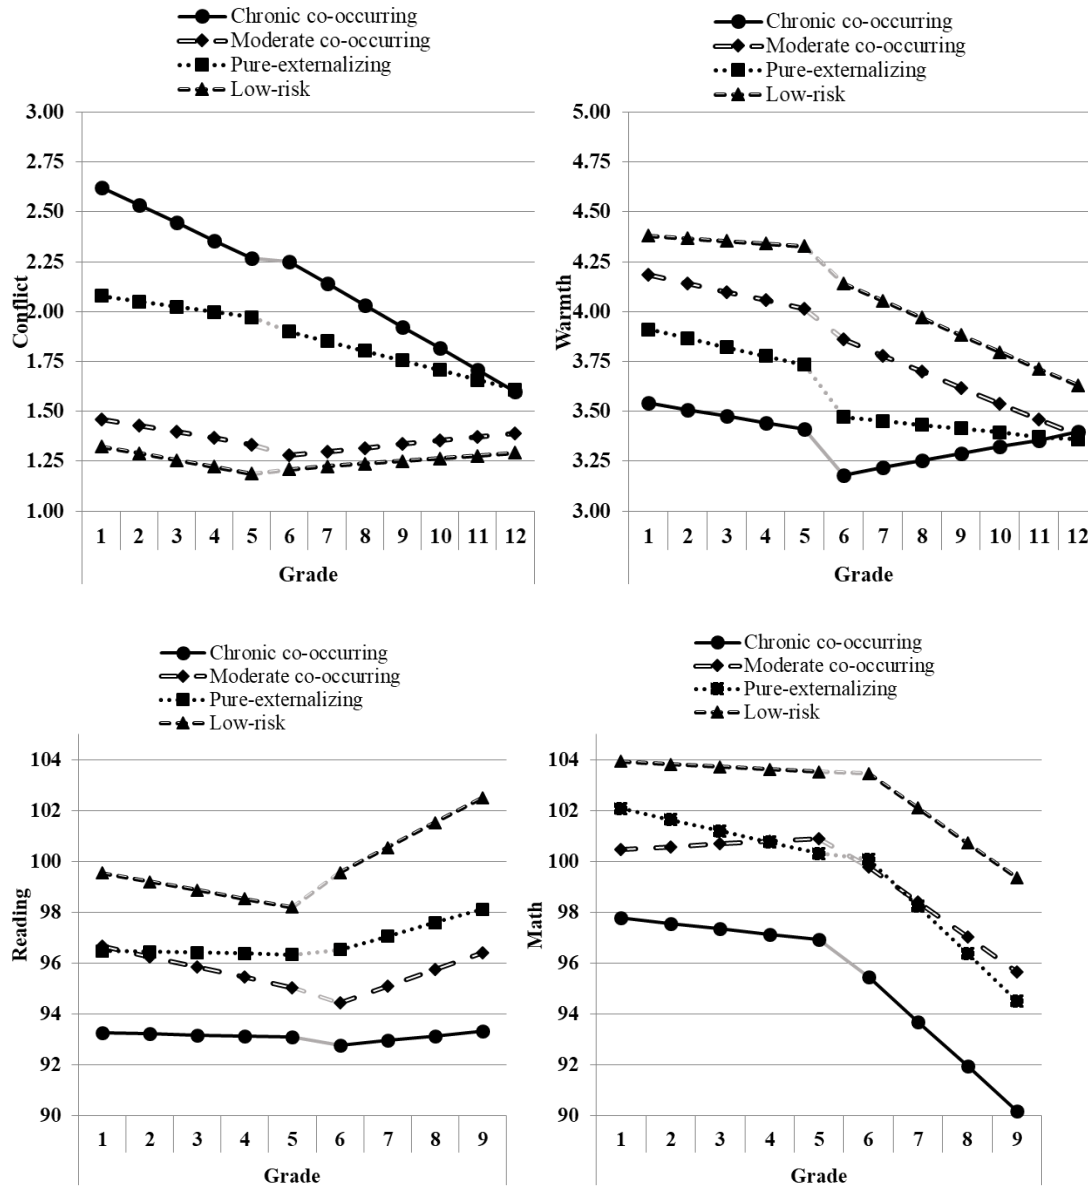 Chronic co-occurring
Moderate co-occurring
Pure-externalizing
Low-risk
3.00
2.75
2.50
2.25
2.00
1.75
1.50
1.25
1.00
Conflict
1 2 3 4 5 6 7 8 9 10 11 12
Grade
Chronic co-occurring
Moderate co-occurring
Pure-externalizing
Low-risk
5.00
4.75
4.50
4.25
4.00
3.75
3.50
3.25
3.00
Warmth
1 2 3 4 5 6 7 8 9 10 11 12
Grade
Chronic co-occurring
Moderate co-occurring
Pure-externalizing
Low-risk
104
102
100
98
96
94
92
90
Reading
1 2 3 4 5 6 7 8 9
Grade
Chronic co-occurring
Moderate co-occurring
Pure-externalizing
Low-risk
104
102
100
98
96
94
92
90
Math
1 2 3 4 5 6 7 8 9
Grade